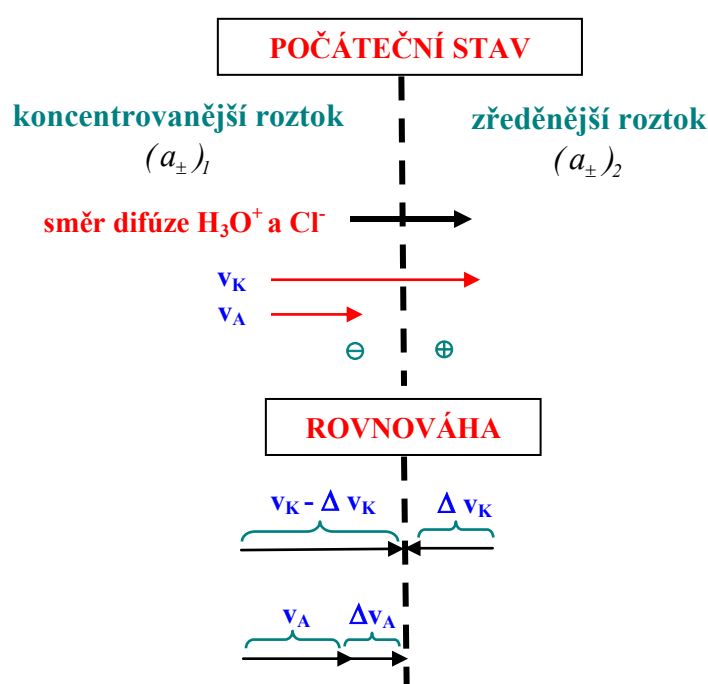 POČÁTEČNÍ STAV
koncentrovanější roztok
zředěnější roztok
(a±)1
(a±)2
směr difúze H3O+ a Cl-
vK
vA
⊖ ⊕
ROVNOVÁHA
vK - Δ vK
Δ vK
vA
ΔvA